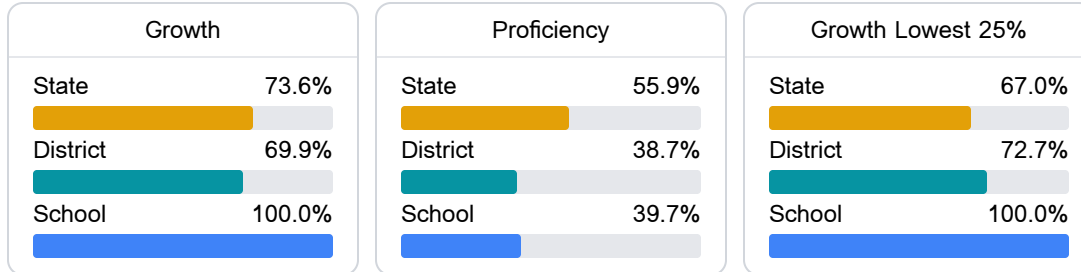 Growth
State 73.6%
District 69.9%
School 100.0%
Proficiency
State 55.9%
District 38.7%
School 39.7%
Growth Lowest 25%
State 67.0%
District 72.7%
School 100.0%